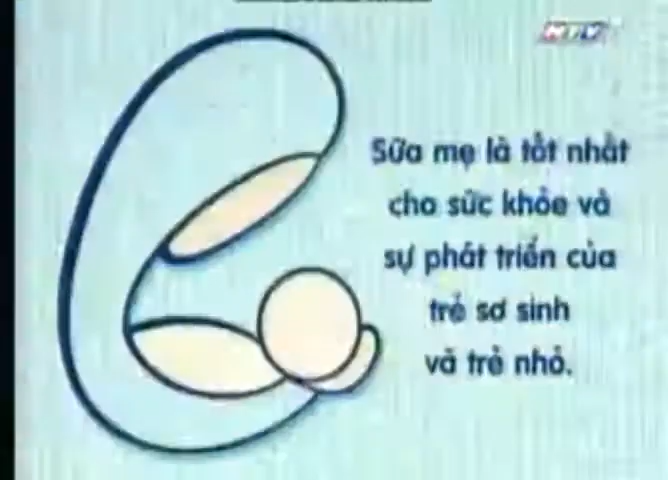 HTV
Sữa mẹ là tốt nhất
cho sức khỏe và
sự phát triển của
trẻ sơ sinh
và trẻ nhỏ.